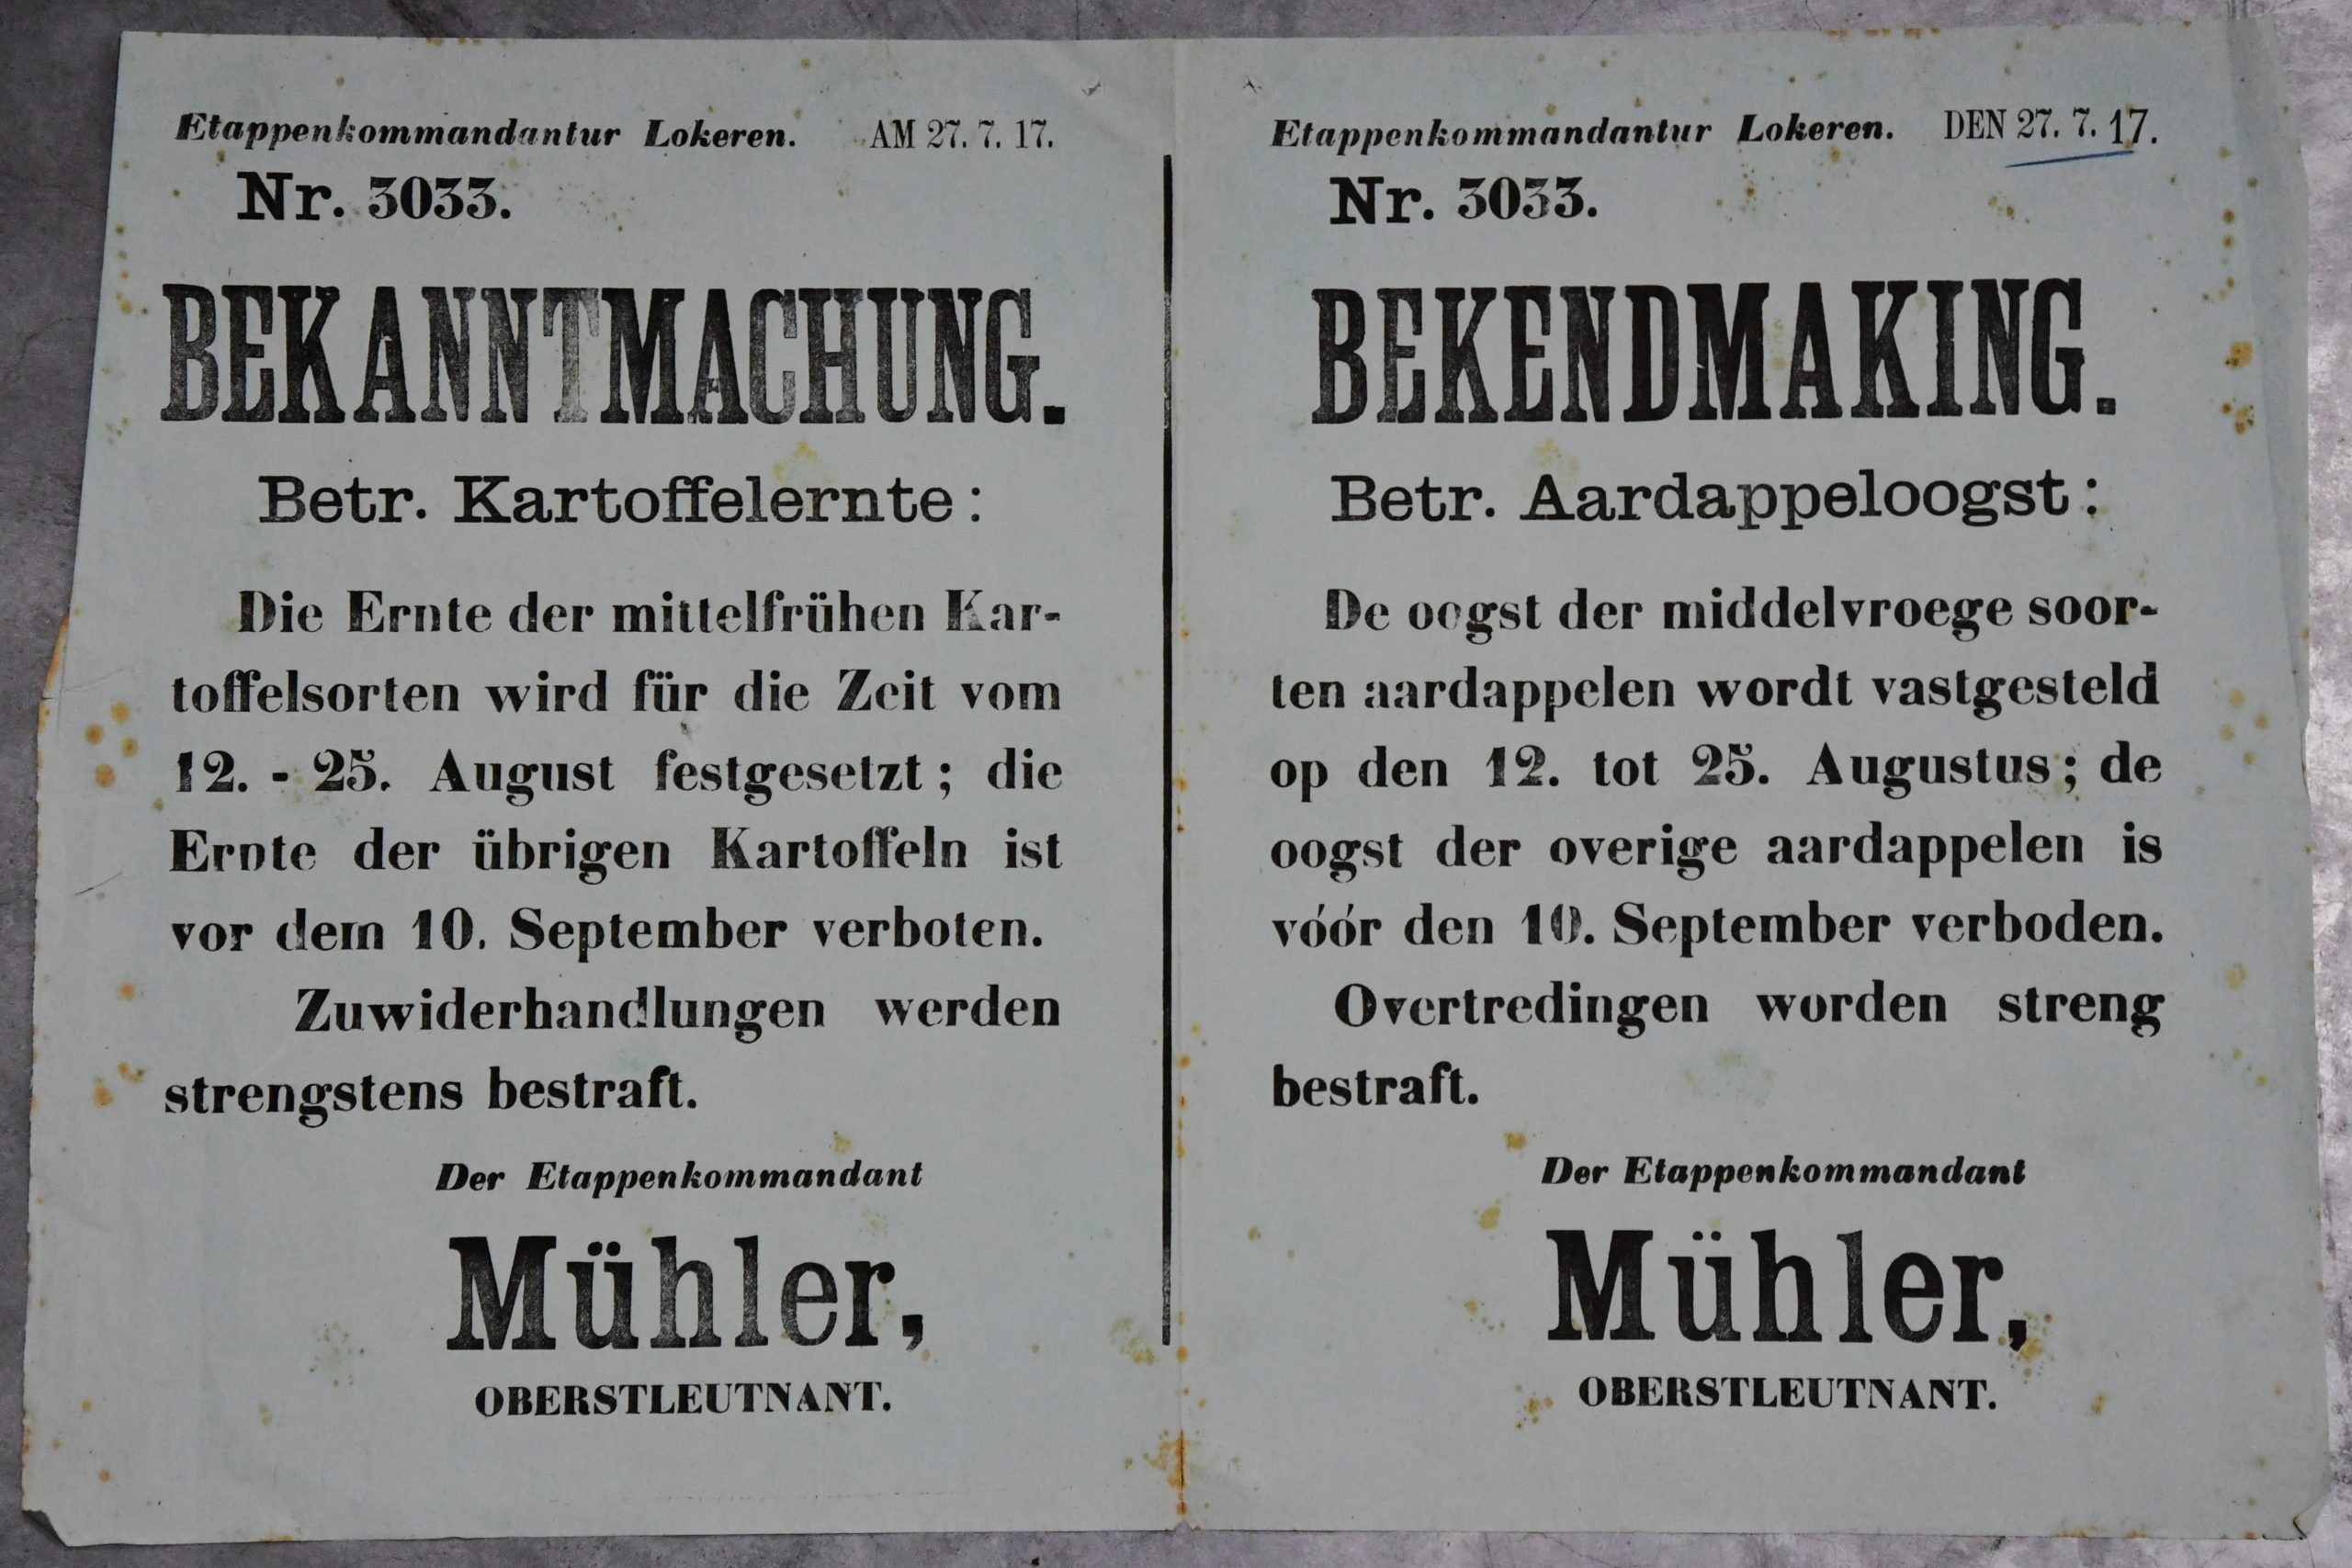 Etappenkommandantur Lokeren. AM 27. 7. 17.
Nr. 3033.
BEKANNTMACHUNG.
Betr. Kartoffelernte:
Die Ernte der mittelfrühen Kar-
toffelsorten wird für die Zeit vom
12. - 25. August festgesetzt; die
Ernte der übrigen Kartoffeln ist
vor dem 10. September verboten.
Zuwiderhandlungen werden
strengstens bestraft.
Der Etappenkommandant
Mühler,
OBERSTLEUTNANT.
Etappenkommandantur Lokeren. DEN 27. 7. 17.
Nr. 3033.
BEKENDMAKING.
Betr. Aardappeloogst:
De oogst der middelvroege soor-
ten aardappelen wordt vastgesteld
op den 12. tot 25. Augustus; de
oogst der overige aardappelen is
vóór den 10. September verboden.
Overtredingen worden streng
bestraft.
Der Etappenkommandant
Mühler,
OBERSTLEUTNANT.